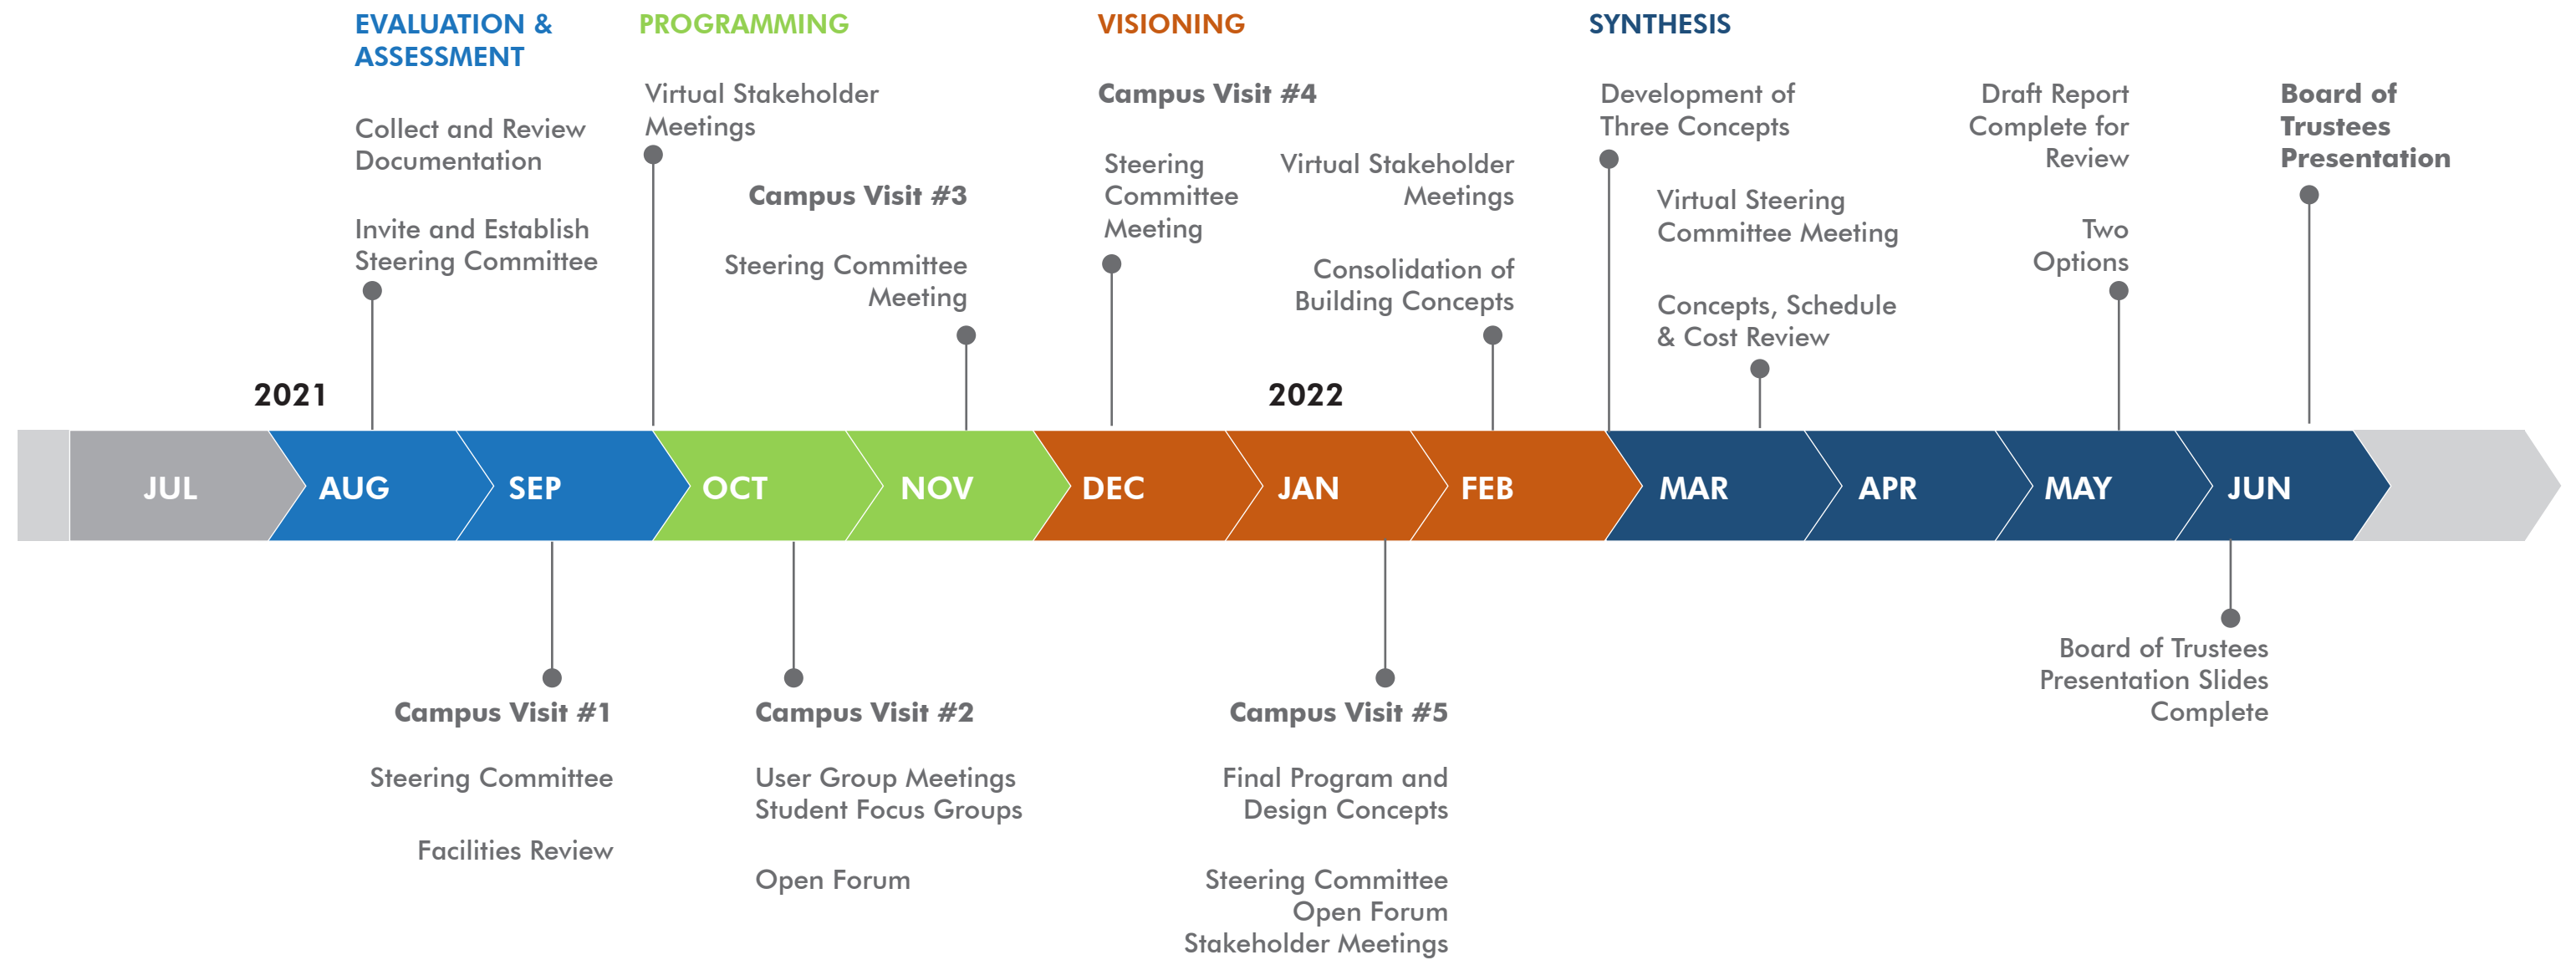 EVALUATION &
ASSESSMENT
Collect and Review
Documentation
Invite and Establish
Steering Committee
PROGRAMMING
Virtual Stakeholder
Meetings
Campus Visit #3
Steering Committee
Meeting
VISIONING
Campus Visit #4
Steering
Committee
Meeting
Virtual Stakeholder
Meetings
Consolidation of
Building Concepts
SYNTHESIS
Development of
Three Concepts
Virtual Steering
Committee Meeting
Concepts, Schedule
& Cost Review
Draft Report
Complete for
Review
Two
Options
Board of
Trustees
Presentation
2021
2022
JUL
AUG
SEP
OCT
NOV
DEC
JAN
FEB
MAR
APR
MAY
JUN
Campus Visit #1
Steering Committee
Facilities Review
Campus Visit #2
User Group Meetings
Student Focus Groups
Open Forum
Campus Visit #5
Final Program and
Design Concepts
Steering Committee
Open Forum
Stakeholder Meetings
Board of Trustees
Presentation Slides
Complete